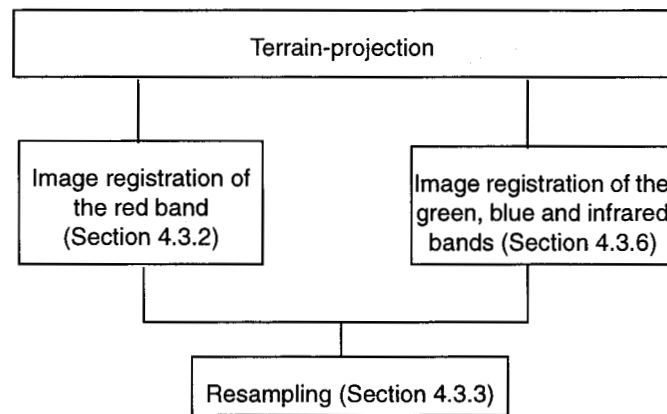 Terrain-projection
Image registration of
the red band
(Section 4.3.2)
Image registration of the
green, blue and infrared
bands (Section 4.3.6)
Resampling (Section 4.3.3)